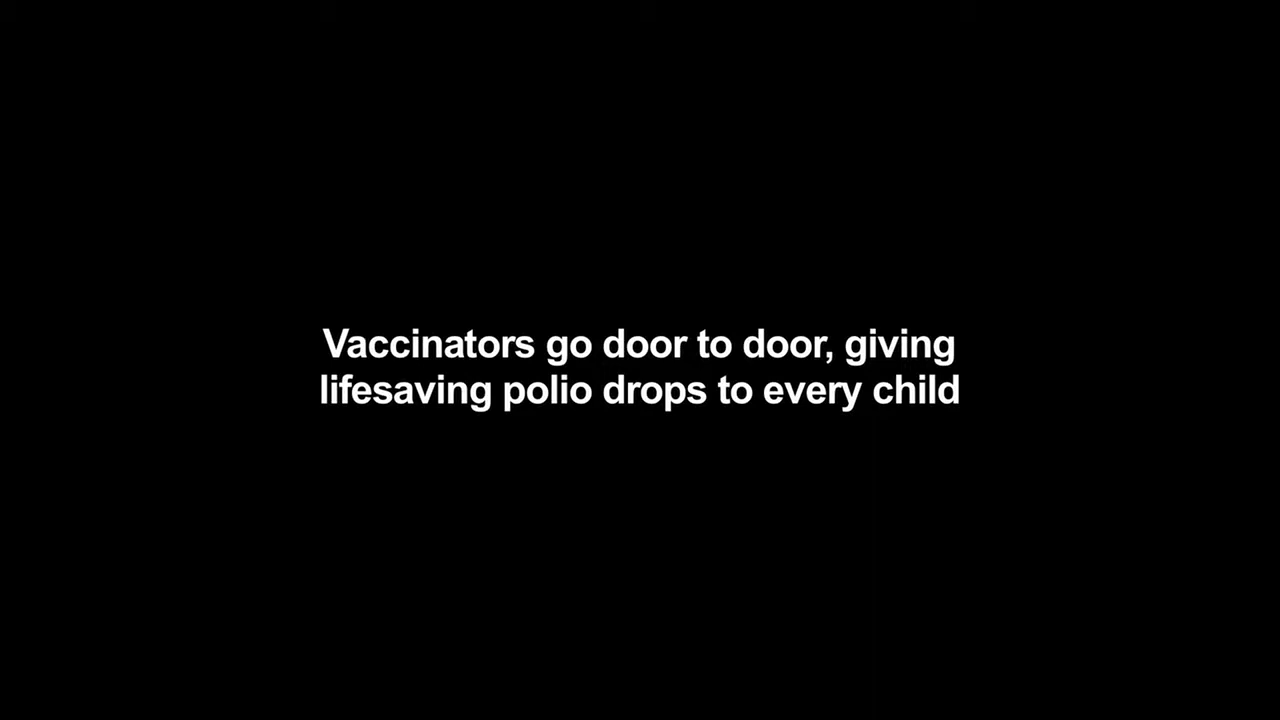 Vaccinators go door to door, giving
lifesaving polio drops to every child